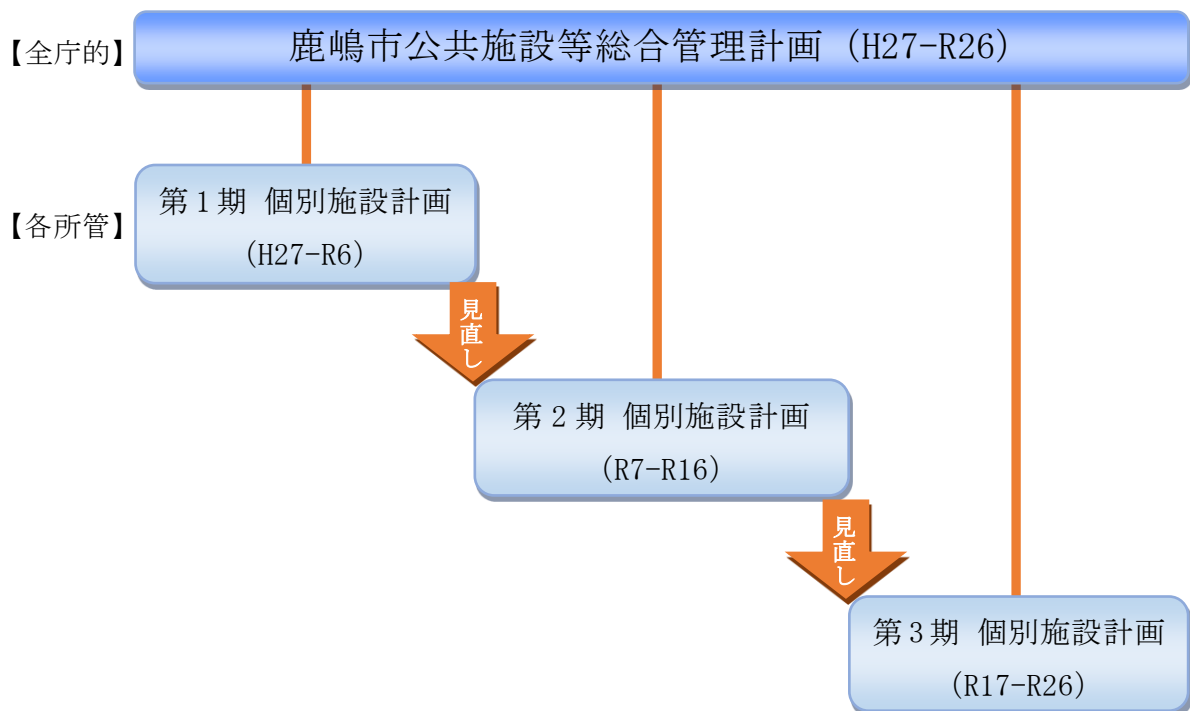 【全庁的】
鹿嶋市公共施設等総合管理計画（H27-R26）
【各所管】
第1期 個別施設計画
（H27-R6）
見直し
第2期 個別施設計画
（R7-R16）
見直し
第3期 個別施設計画
（R17-R26）